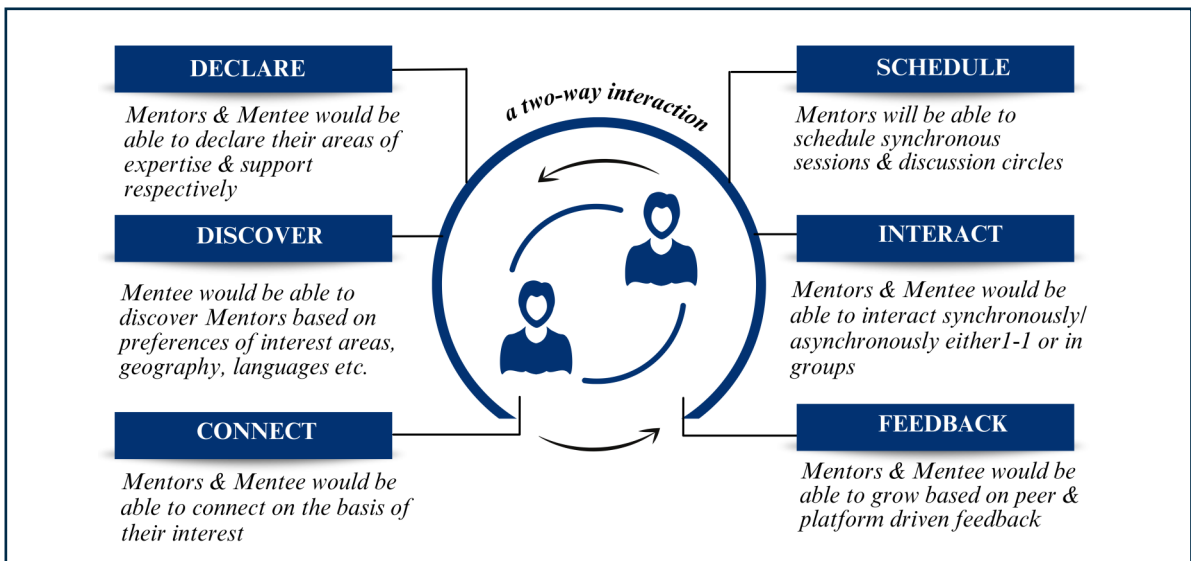 DECLARE
Mentors & Mentee would be
able to declare their areas of
expertise & support
respectively
DISCOVER
Mentee would be able to
discover Mentors based on
preferences of interest areas,
geography, languages etc.
CONNECT
Mentors & Mentee would be
able to connect on the basis of
their interest
a two-way interaction
SCHEDULE
Mentors will be able to
schedule synchronous
sessions & discussion circles
INTERACT
Mentors & Mentee would be
able to interact synchronously/
asynchronously either1-1 or in
groups
FEEDBACK
Mentors & Mentee would be
able to grow based on peer &
platform driven feedback